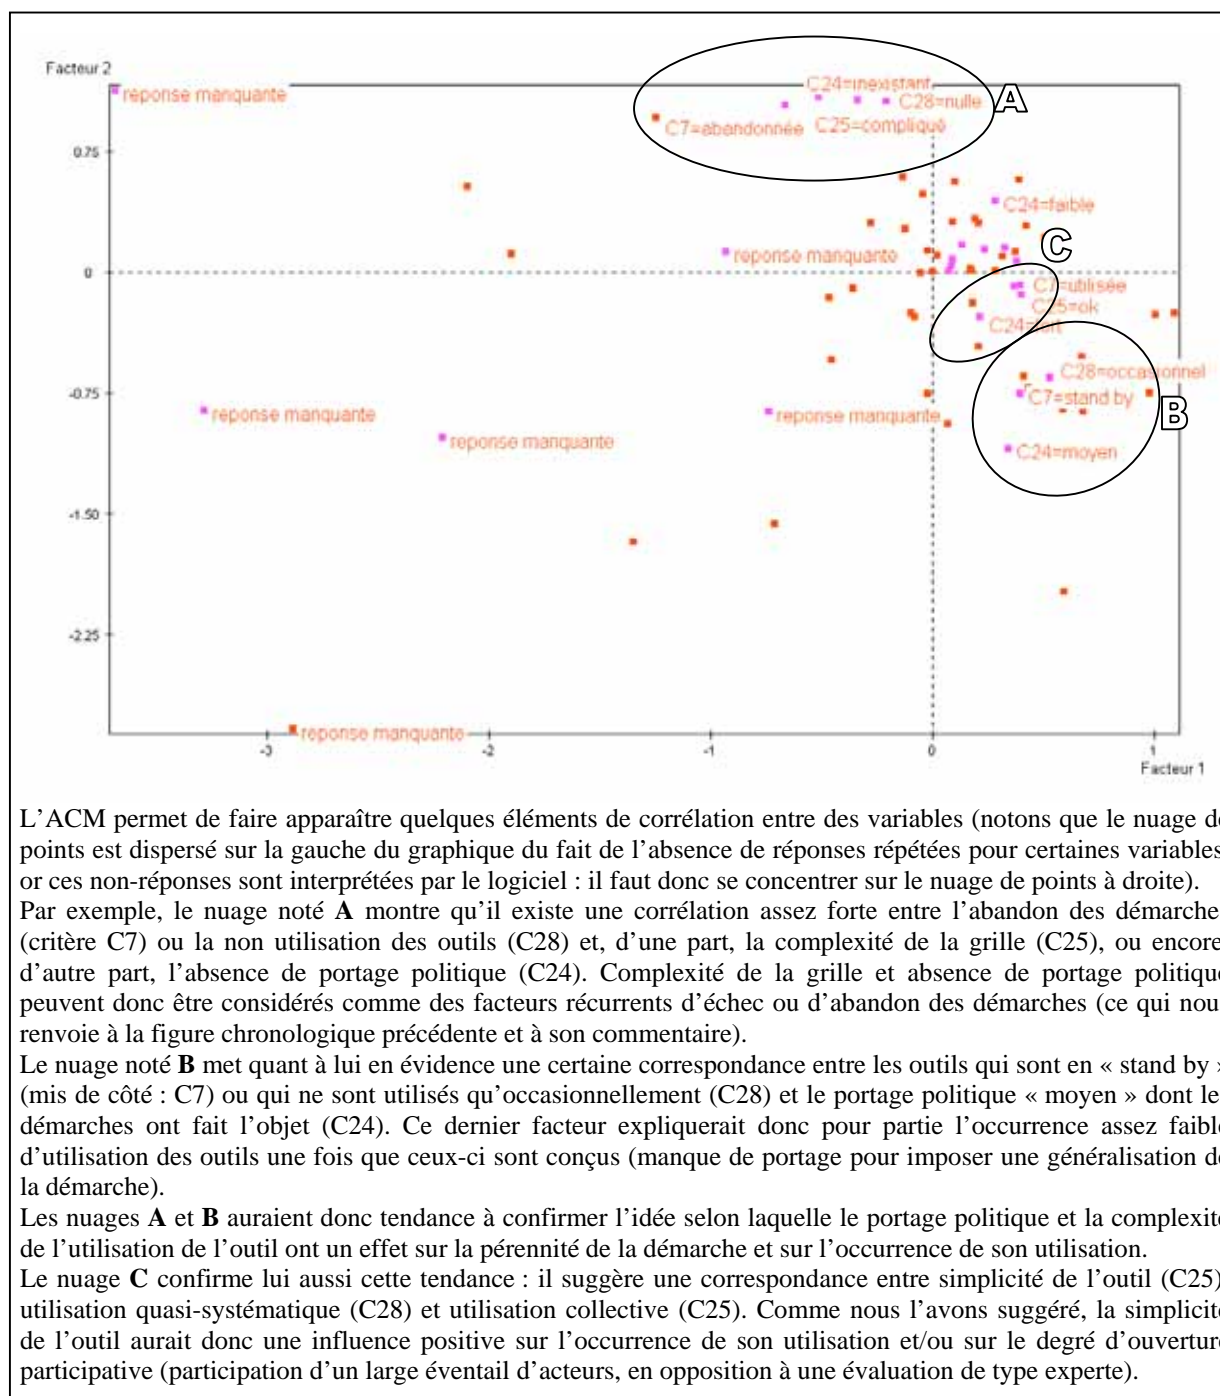 Facteur 2
reponse manquante
C24=inexistant
A
C28=nulle
C7=abandonnée
C25=compliqué
0.75
C24=faible
C
reponse manquante
0
C7=utilisée
C25=ok
C24=fort
C28=occasionnel
-0.75
C7=stand by
B
reponse manquante
reponse manquante
reponse manquante
C24=moyen
-1.50
-2.25
reponse manquante
-3
-2
-1
0
1
Facteur 1
L’ACM permet de faire apparaître quelques éléments de corrélation entre des variables (notons que le nuage de
points est dispersé sur la gauche du graphique du fait de l’absence de réponses répétées pour certaines variables
or ces non-réponses sont interprétées par le logiciel : il faut donc se concentrer sur le nuage de points à droite).
Par exemple, le nuage noté A montre qu’il existe une corrélation assez forte entre l’abandon des démarche
(critère C7) ou la non utilisation des outils (C28) et, d’une part, la complexité de la grille (C25), ou encore
d’autre part, l’absence de portage politique (C24). Complexité de la grille et absence de portage politique
peuvent donc être considérés comme des facteurs récurrents d’échec ou d’abandon des démarches (ce qui nou
renvoie à la figure chronologique précédente et à son commentaire).
Le nuage noté B met quant à lui en évidence une certaine correspondance entre les outils qui sont en « stand by »
(mis de côté : C7) ou qui ne sont utilisés qu’occasionnellement (C28) et le portage politique « moyen » dont le
démarches ont fait l’objet (C24). Ce dernier facteur expliquerait donc pour partie l’occurrence assez faible
d’utilisation des outils une fois que ceux-ci sont conçus (manque de portage pour imposer une généralisation de
la démarche).
Les nuages A et B auraient donc tendance à confirmer l’idée selon laquelle le portage politique et la complexité
de l’utilisation de l’outil ont un effet sur la pérennité de la démarche et sur l’occurrence de son utilisation.
Le nuage C confirme lui aussi cette tendance : il suggère une correspondance entre simplicité de l’outil (C25)
utilisation quasi-systématique (C28) et utilisation collective (C25). Comme nous l’avons suggéré, la simplicité
de l’outil aurait donc une influence positive sur l’occurrence de son utilisation et/ou sur le degré d’ouverture
participative (participation d’un large éventail d’acteurs, en opposition à une évaluation de type experte).